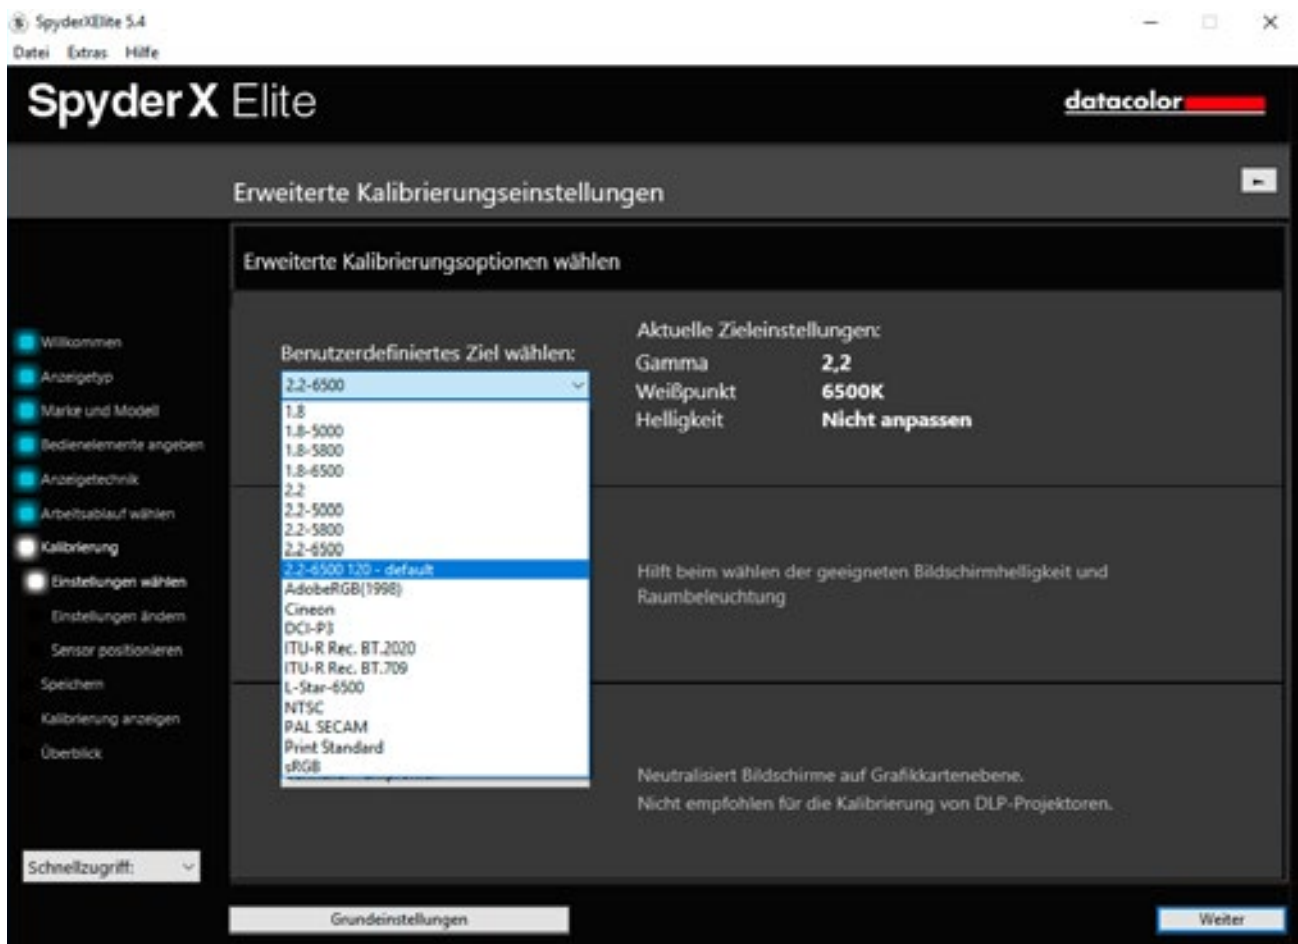 SpyderXElite 5.4
Datei Extras Hilfe
SpyderX Elite
datacolor
Erweiterte Kalibrierungseinstellungen
Erweiterte Kalibrierungsoptionen wählen
Willkommen
Anzeigetyp
Marke und Modell
Bedienelemente angeben
Anzeigetechnik
Arbeitsablauf wählen
Kalibrierung
Einstellungen wählen
Einstellungen ändern
Sensor positionieren
Speichern
Kalibrierung anzeigen
Überblick
Schnellzugriff:
Benutzerdefiniertes Ziel wählen:
2.2-6500
1.8
1.8-5000
1.8-5800
1.8-6500
2.2
2.2-5000
2.2-5800
2.2-6500
2.2-6500 120 - default
AdobeRGB(1998)
Cineon
DCI-P3
ITU-R Rec. BT.2020
ITU-R Rec. BT.709
L-Star-6500
NTSC
PAL SECAM
Print Standard
sRGB
Aktuelle Zieleinstellungen:
Gamma 2,2
Weißpunkt 6500K
Helligkeit Nicht anpassen
Hilft beim wählen der geeigneten Bildschirmhelligkeit und
Raumbeleuchtung
Neutralisiert Bildschirme auf Grafikkartenebene.
Nicht empfohlen für die Kalibrierung von DLP-Projektoren.
Grundeinstellungen
Weiter